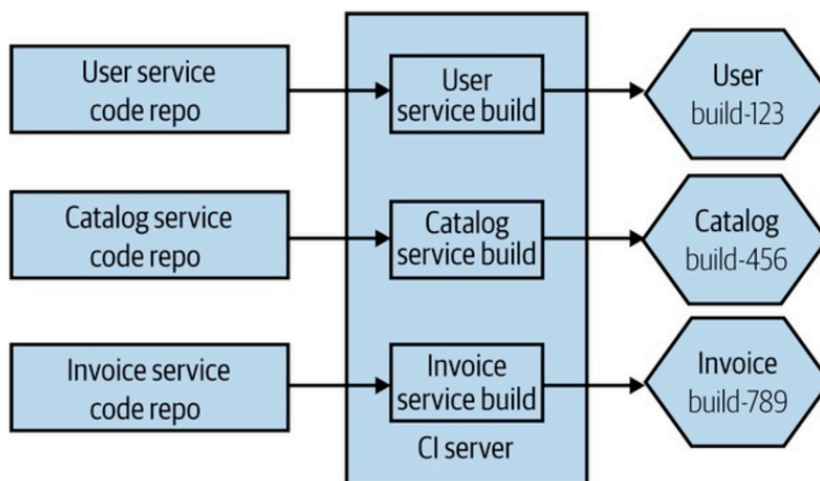 User service
code repo
User
service build
User
build-123
Catalog service
code repo
Catalog
service build
Catalog
build-456
Invoice service
code repo
Invoice
service build
Invoice
build-789
CI server